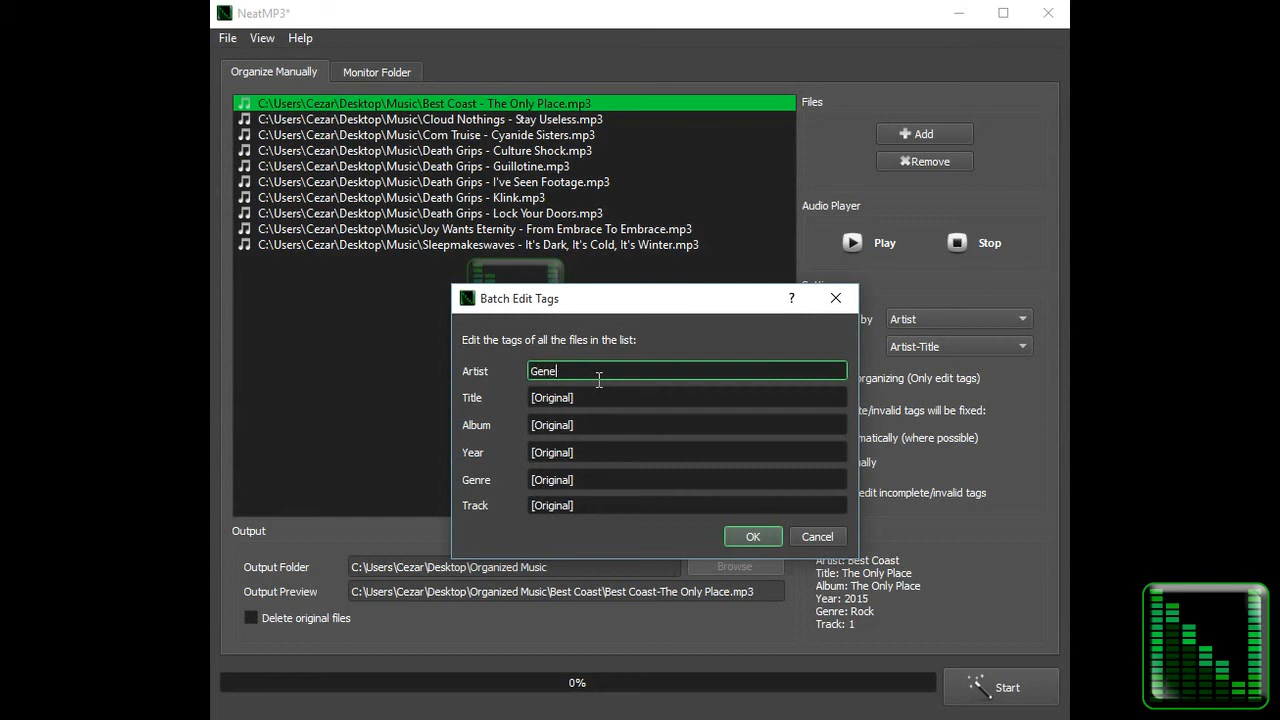 NeatMP3*
File View Help
Organize Manually Monitor Folder
C:\Users\Cezar\Desktop\Music\Best Coast - The Only Place.mp3
C:\Users\Cezar\Desktop\Music\Cloud Nothings - Stay Useless.mp3
C:\Users\Cezar\Desktop\Music\Com Truise - Cyanide Sisters.mp3
C:\Users\Cezar\Desktop\Music\Death Grips - Culture Shock.mp3
C:\Users\Cezar\Desktop\Music\Death Grips - Guillotine.mp3
C:\Users\Cezar\Desktop\Music\Death Grips - I've Seen Footage.mp3
C:\Users\Cezar\Desktop\Music\Death Grips - Klink.mp3
C:\Users\Cezar\Desktop\Music\Death Grips - Lock Your Doors.mp3
C:\Users\Cezar\Desktop\Music\Joy Wants Eternity - From Embrace To Embrace.mp3
C:\Users\Cezar\Desktop\Music\Sleepmakeswaves - It's Dark, It's Cold, It's Winter.mp3
Files
Add
Remove
Audio Player
Play Stop
by Artist
Artist-Title
organizing (Only edit tags)
te/invalid tags will be fixed:
matically (where possible)
ally
edit incomplete/invalid tags
Batch Edit Tags ?
Edit the tags of all the files in the list:
Artist Gene
Title [Original]
Album [Original]
Year [Original]
Genre [Original]
Track [Original]
OK Cancel
Output
Output Folder C:\Users\Cezar\Desktop\Organized Music Browse
Output Preview C:\Users\Cezar\Desktop\Organized Music\Best Coast\Best Coast-The Only Place.mp3
Delete original files
Artist: Best Coast
Title: The Only Place
Album: The Only Place
Year: 2015
Genre: Rock
Track: 1
0%
Start